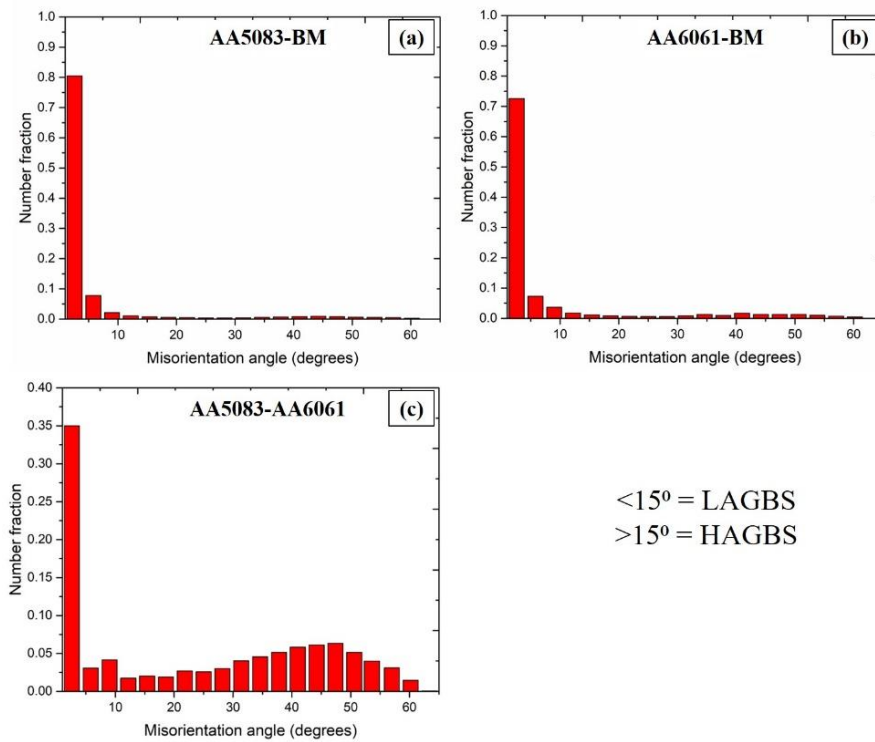 AA5083-BM
(a)
1.0
0.9
0.8
0.7
0.6
0.5
0.4
0.3
0.2
0.1
0.0
Number fraction
10 20 30 40 50 60
Misorientation angle (degrees)
AA6061-BM
(b)
1.0
0.9
0.8
0.7
0.6
0.5
0.4
0.3
0.2
0.1
0.0
Number fraction
10 20 30 40 50 60
Misorientation angle (degrees)
AA5083-AA6061
(c)
0.40
0.35
0.30
0.25
0.20
0.15
0.10
0.05
0.00
Number fraction
10 20 30 40 50 60
Misorientation angle (degrees)
<15⁰ = LAGBS
>15⁰ = HAGBS